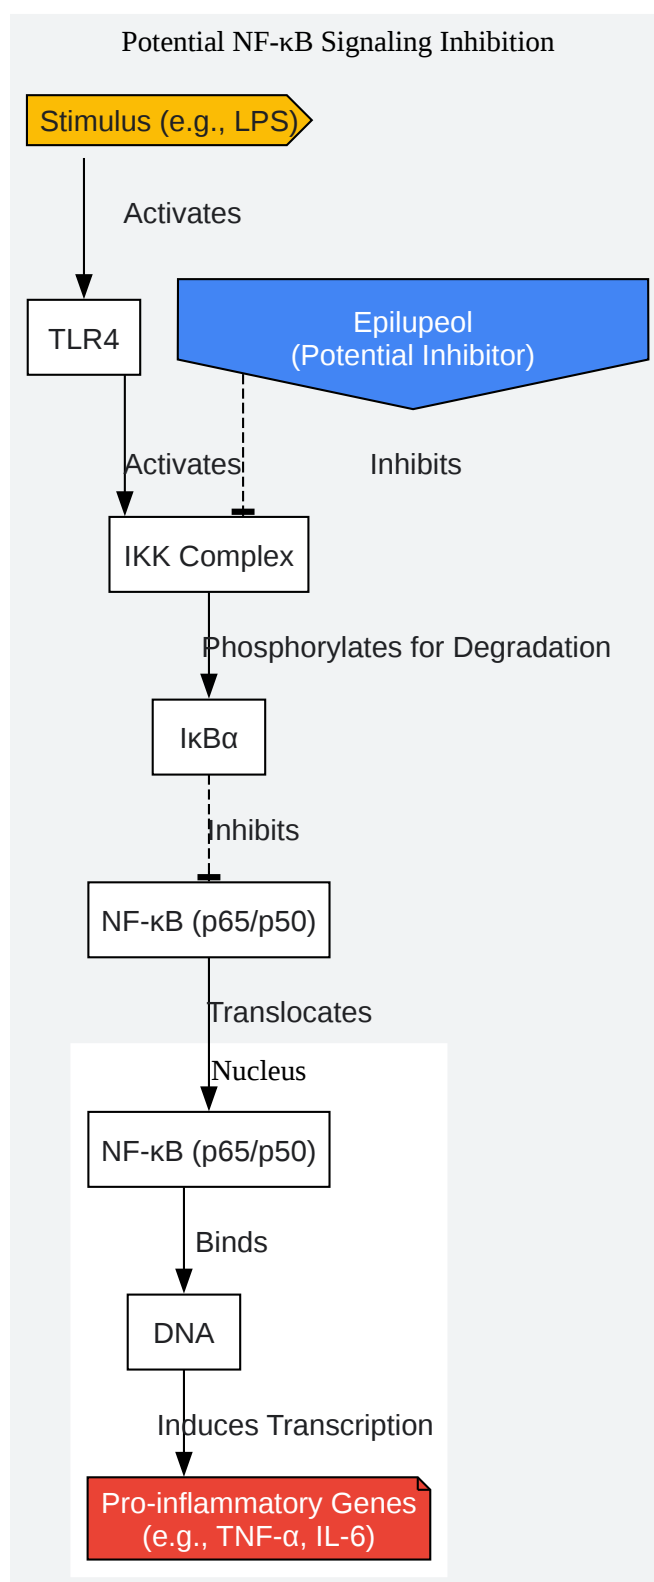 Potential NF-κB Signaling Inhibition
Stimulus (e.g., LPS)
Activates
TLR4
Epilupeol
(Potential Inhibitor)
Activates
Inhibits
IKK Complex
Phosphorylates for Degradation
IκBα
Inhibits
NF-κB (p65/p50)
Translocates
Nucleus
NF-κB (p65/p50)
Binds
DNA
Induces Transcription
Pro-inflammatory Genes
(e.g., TNF-α, IL-6)